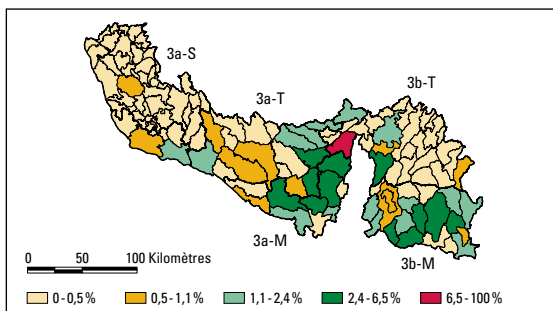 3a-S
3a-T
3b-T
3a-M
3b-M
0 50 100 Kilomètres
0 - 0,5 % 0,5 - 1,1 % 1,1 - 2,4 % 2,4 - 6,5 % 6,5 - 100 %